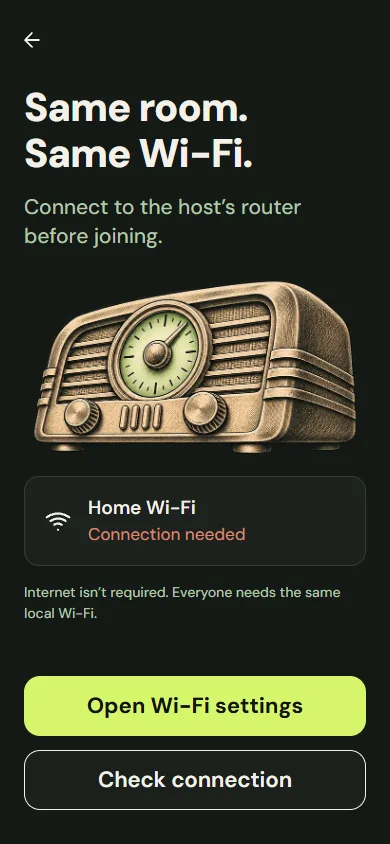 Same room.
Same Wi-Fi.
Connect to the host’s router
before joining.
Home Wi-Fi
Connection needed
Internet isn’t required. Everyone needs the same
local Wi-Fi.
Open Wi-Fi settings
Check connection